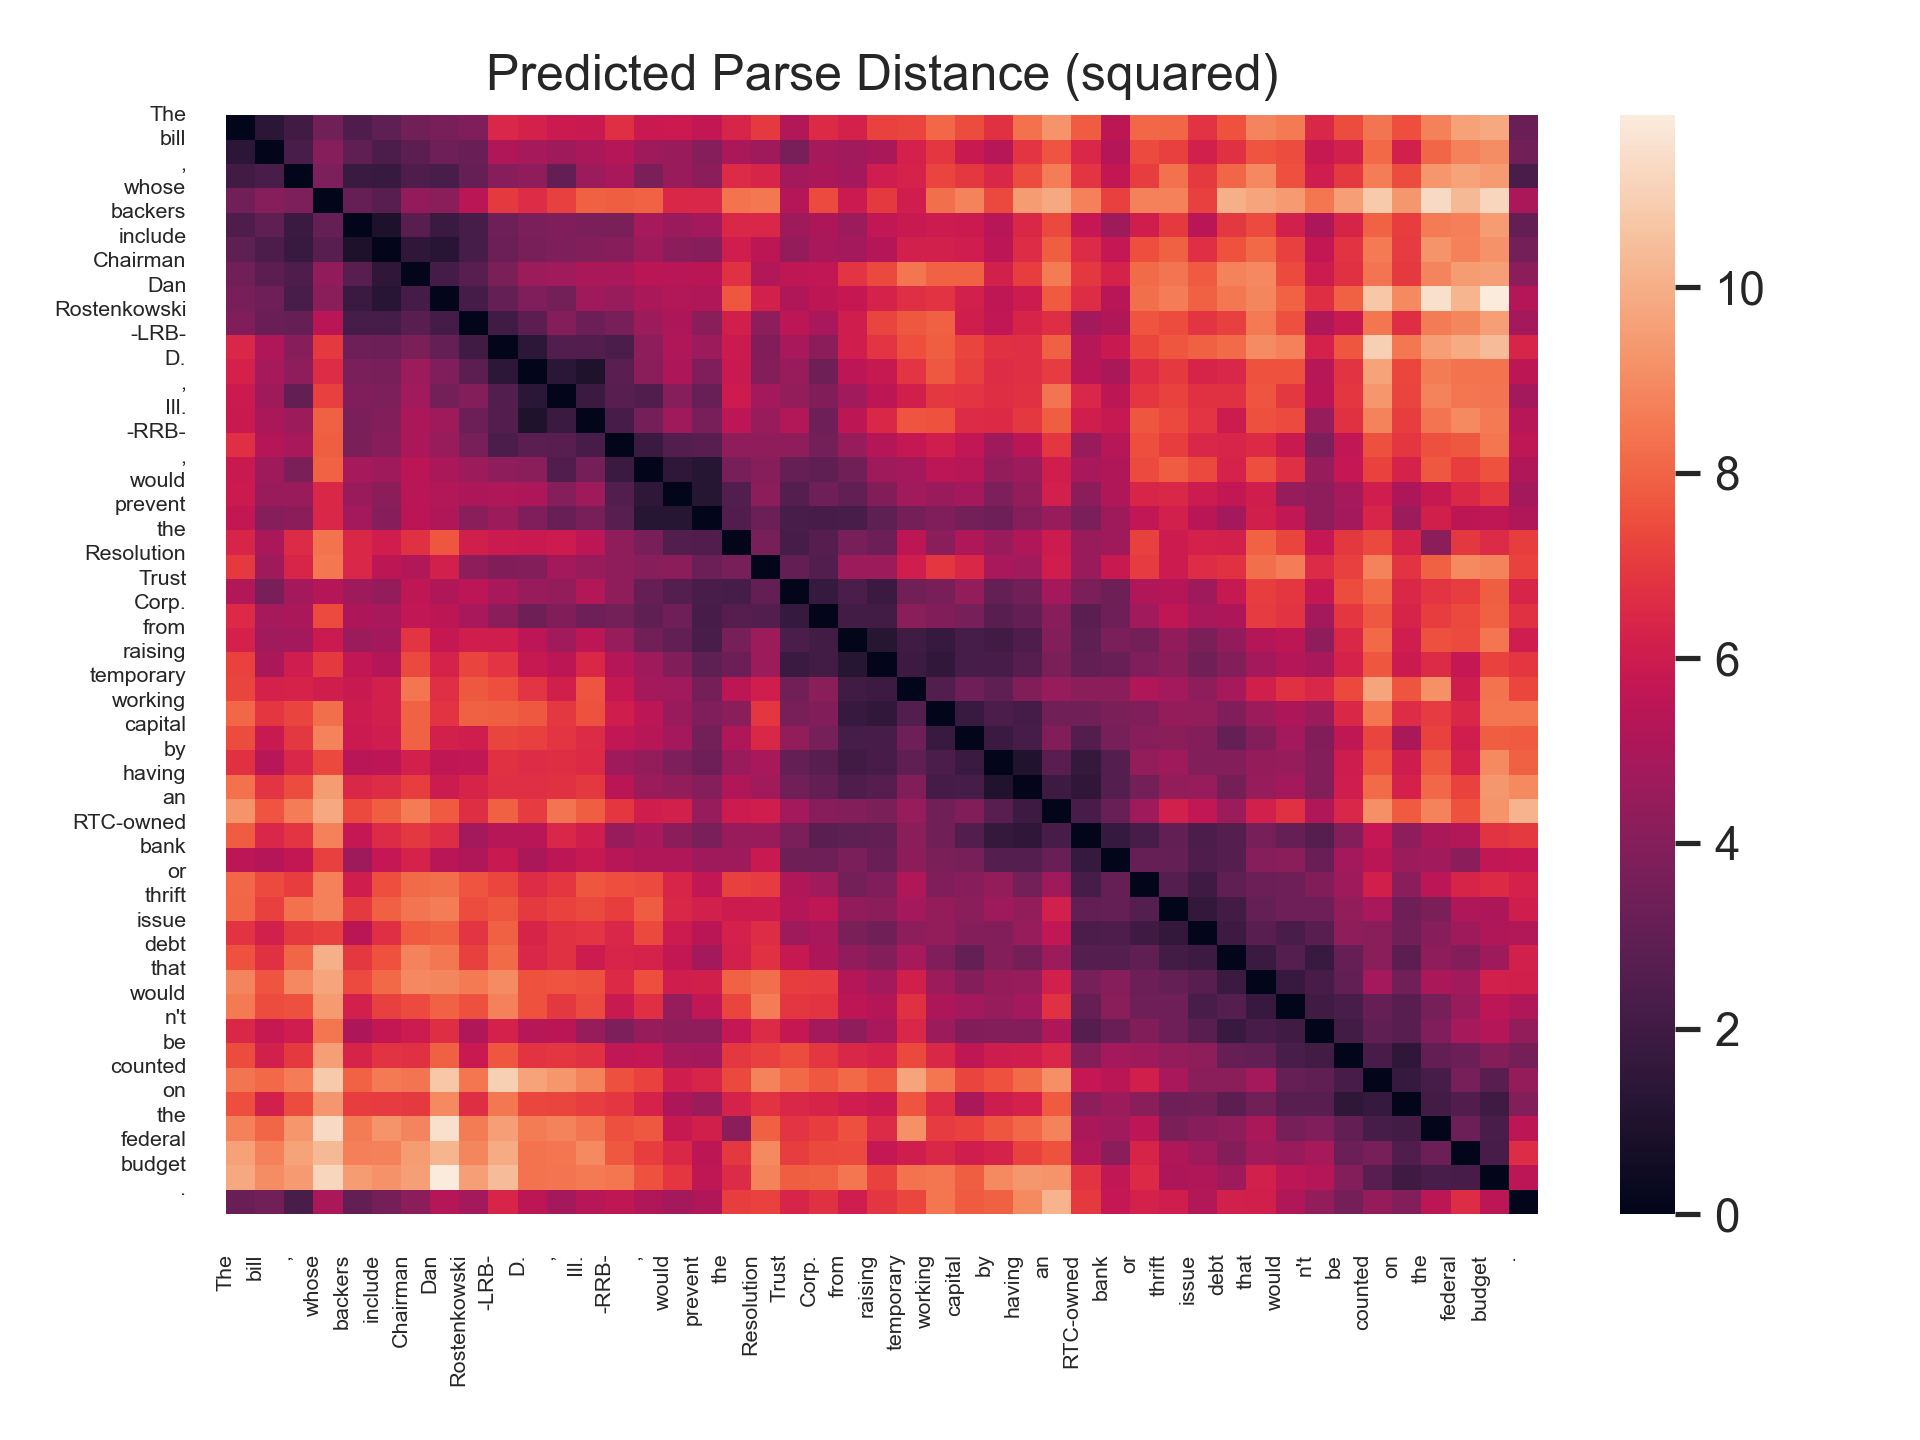 Predicted Parse Distance (squared)
The
bill
,
whose
backers
include
Chairman
Dan
Rostenkowski
-LRB-
D.
,
Ill.
-RRB-
,
would
prevent
the
Resolution
Trust
Corp.
from
raising
temporary
working
capital
by
having
an
RTC-owned
bank
or
thrift
issue
debt
that
would
n't
be
counted
on
the
federal
budget
.
10
8
6
4
2
0
The
bill
,
whose
backers
include
Chairman
Dan
Rostenkowski
-LRB-
D.
,
Ill.
-RRB-
,
would
prevent
the
Resolution
Trust
Corp.
from
raising
temporary
working
capital
by
having
an
RTC-owned
bank
or
thrift
issue
debt
that
would
n't
be
counted
on
the
federal
budget
.